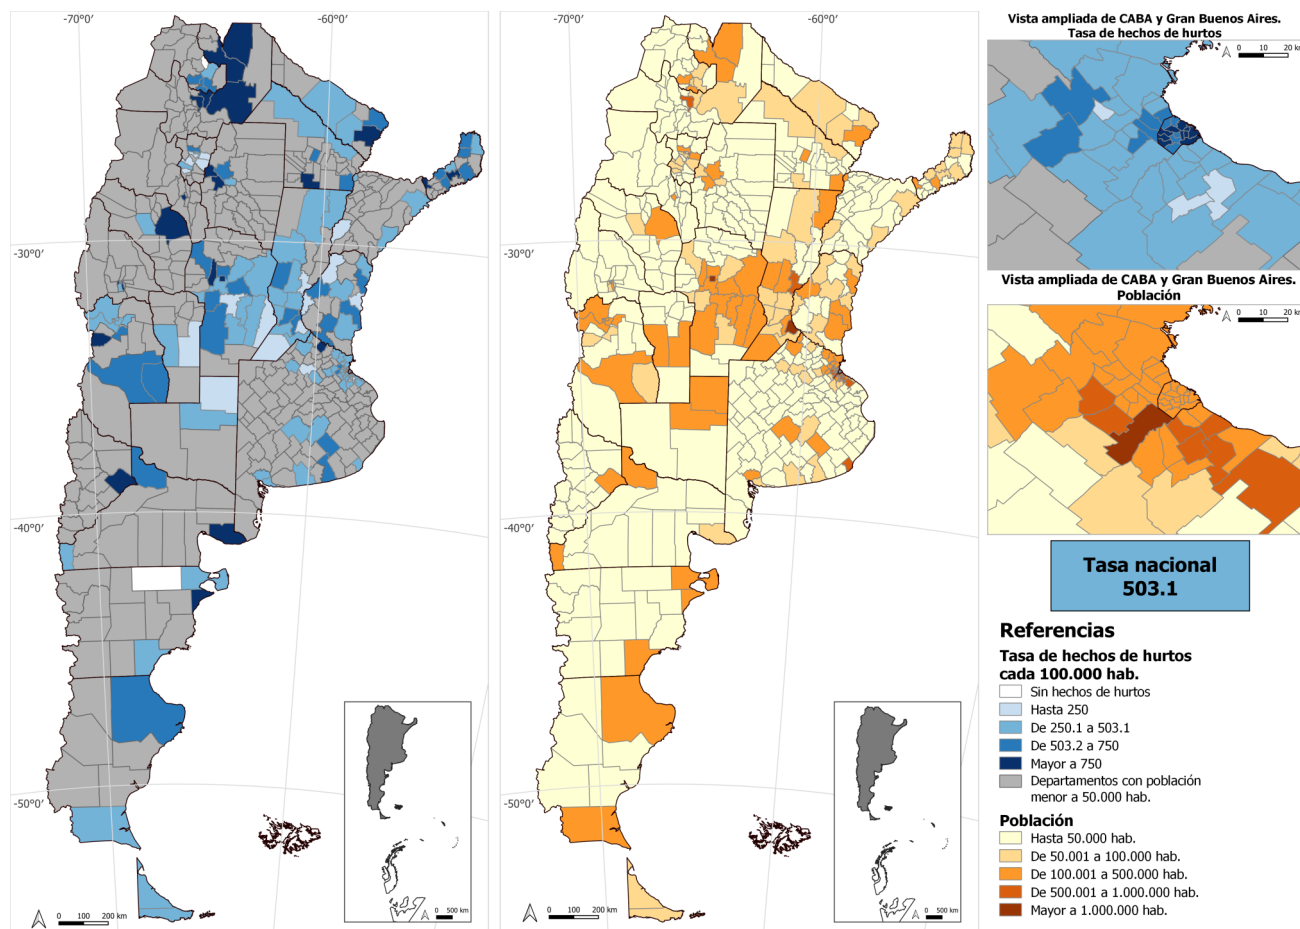 -70°0'
-60°0'
-30°0'
-40°0'
-50°0'
0 100 200 km
500 km
-70°0'
-60°0'
-30°0'
-40°0'
-50°0'
0 100 200 km
500 km
Vista ampliada de CABA y Gran Buenos Aires.
Tasa de hechos de hurtos
0 10 20 km
Vista ampliada de CABA y Gran Buenos Aires.
Población
0 10 20 km
Tasa nacional
503.1
Referencias
Tasa de hechos de hurtos
cada 100.000 hab.
Sin hechos de hurtos
Hasta 250
De 250.1 a 503.1
De 503.2 a 750
Mayor a 750
Departamentos con población
menor a 50.000 hab.
Población
Hasta 50.000 hab.
De 50.001 a 100.000 hab.
De 100.001 a 500.000 hab.
De 500.001 a 1.000.000 hab.
Mayor a 1.000.000 hab.